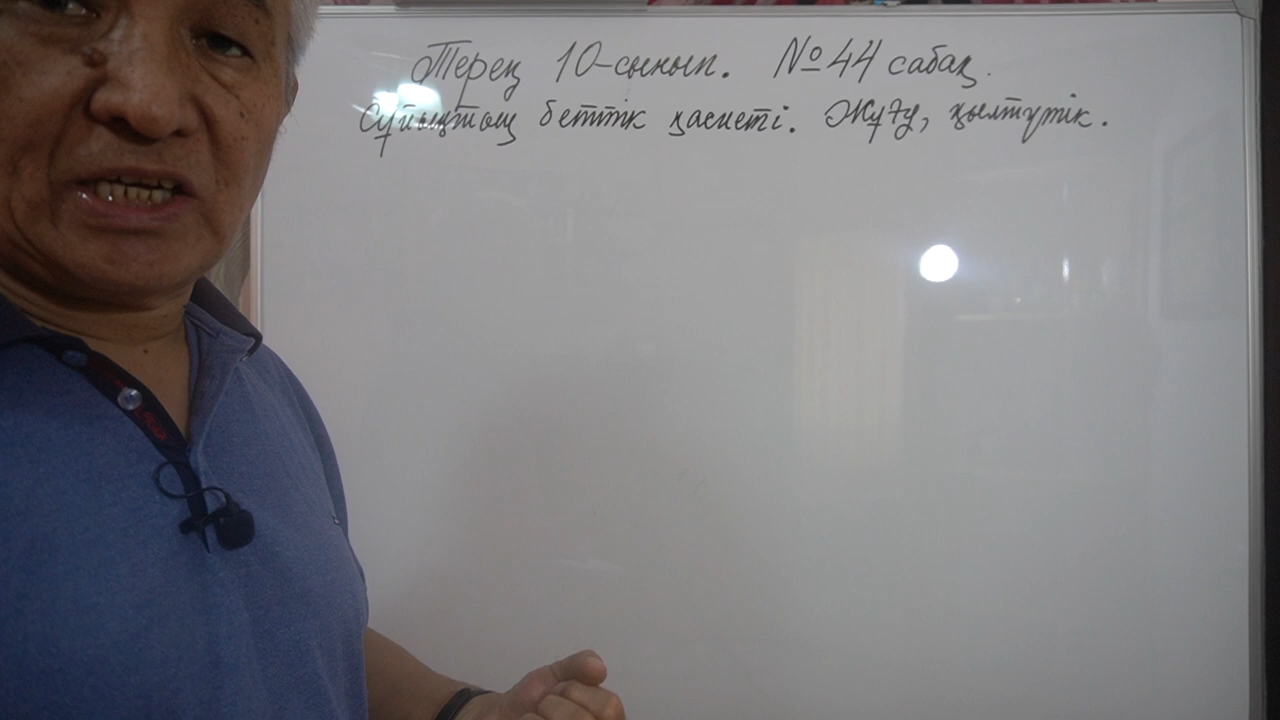 Терең 10-сынып. №44 сабақ.
Сұйықтың беттік қасиеті. Жұғу, қылтүтік.